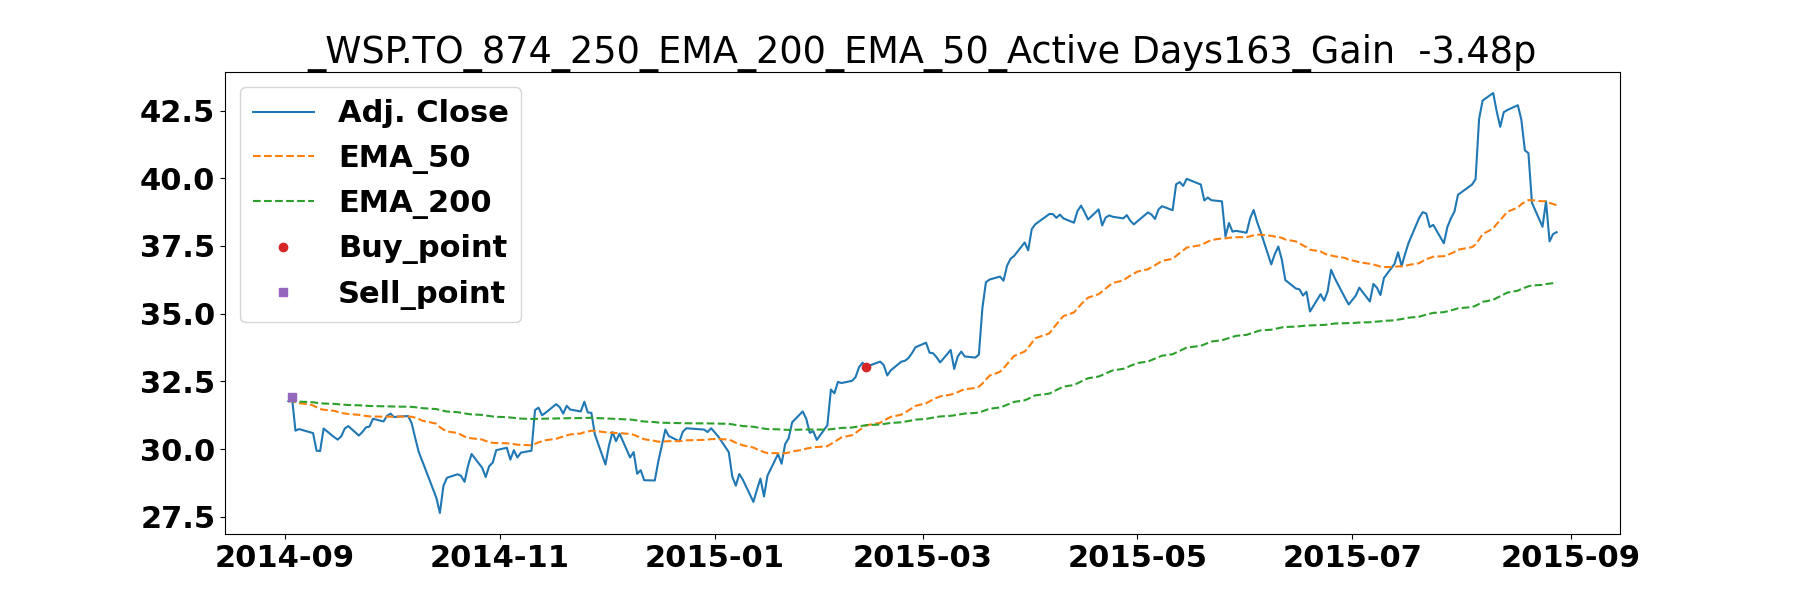 _WSP.TO_874_250_EMA_200_EMA_50_Active Days163_Gain  -3.48p
Adj. Close
EMA_50
EMA_200
Buy_point
Sell_point
42.5
40.0
37.5
35.0
32.5
30.0
27.5
2014-09 2014-11 2015-01 2015-03 2015-05 2015-07 2015-09